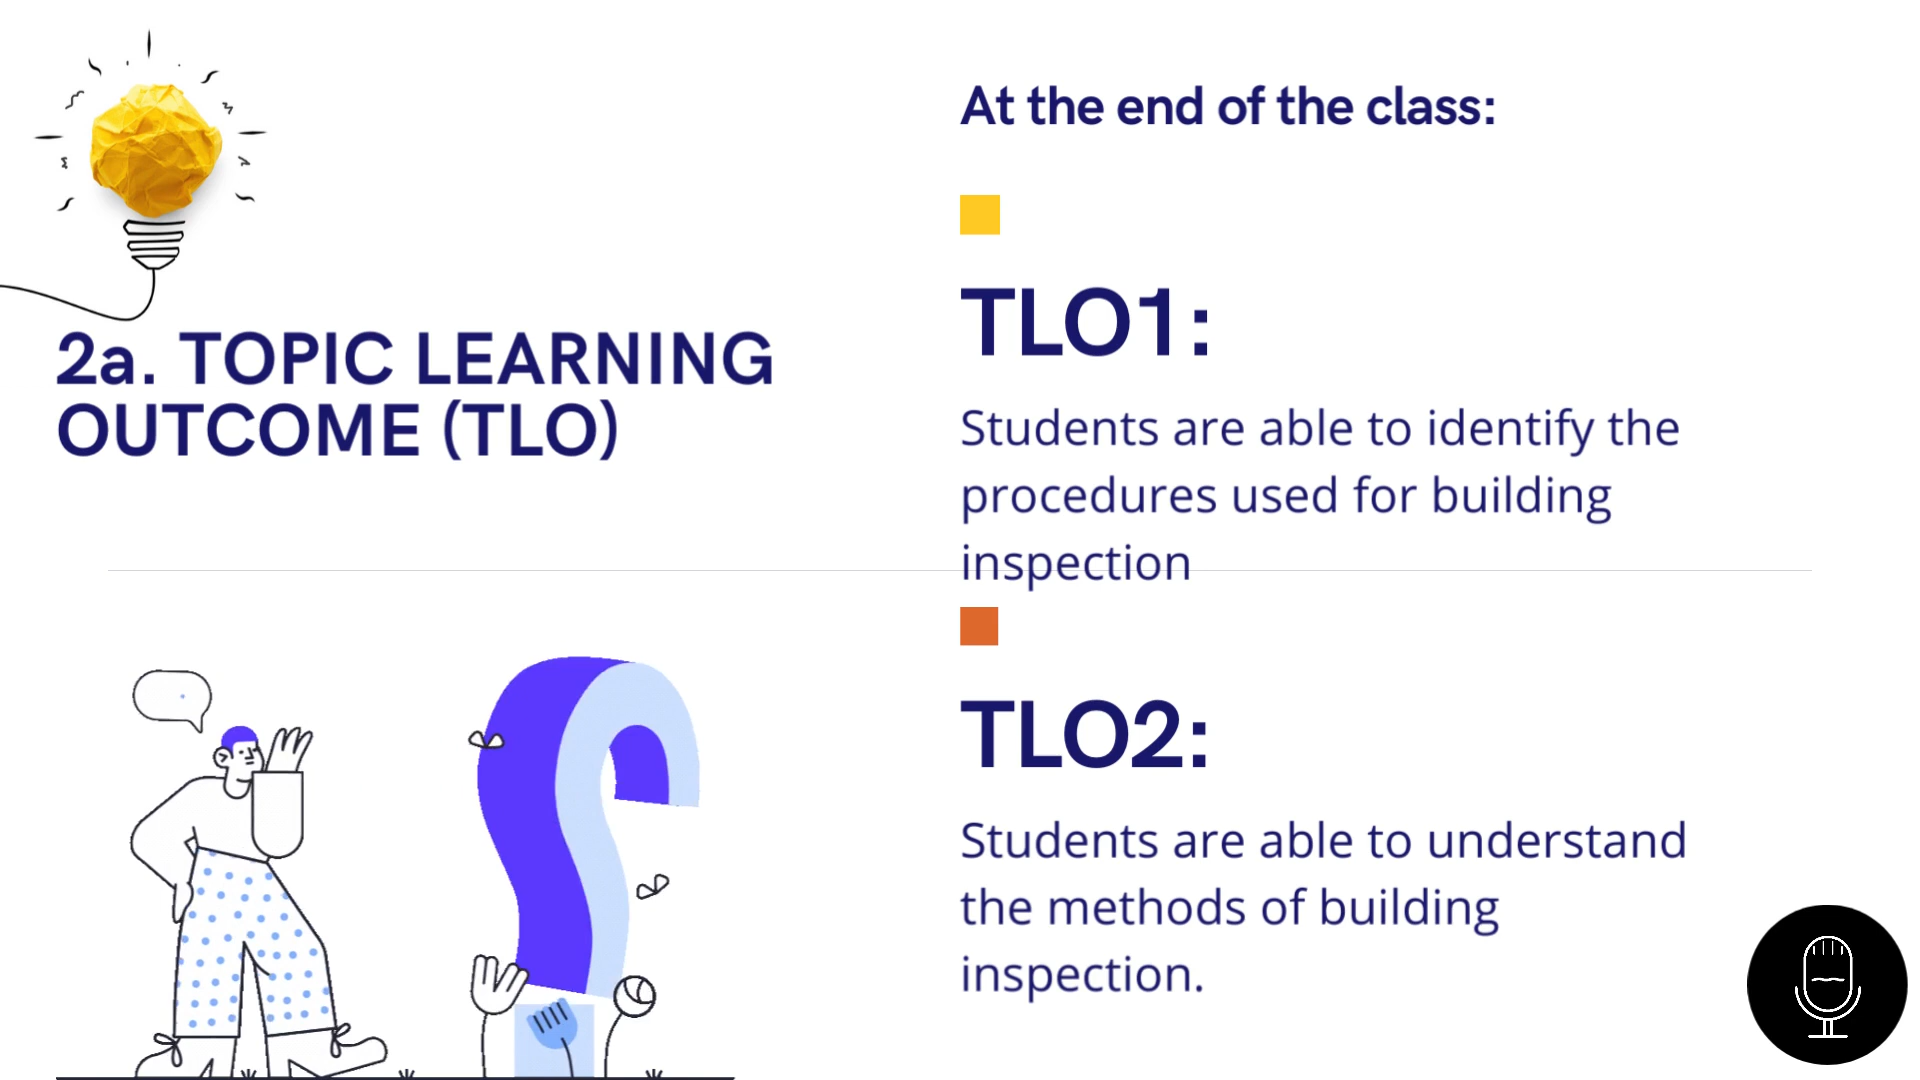 2a. TOPIC LEARNING
OUTCOME (TLO)
At the end of the class:
TLO1:
Students are able to identify the
procedures used for building
inspection
TLO2:
Students are able to understand
the methods of building
inspection.